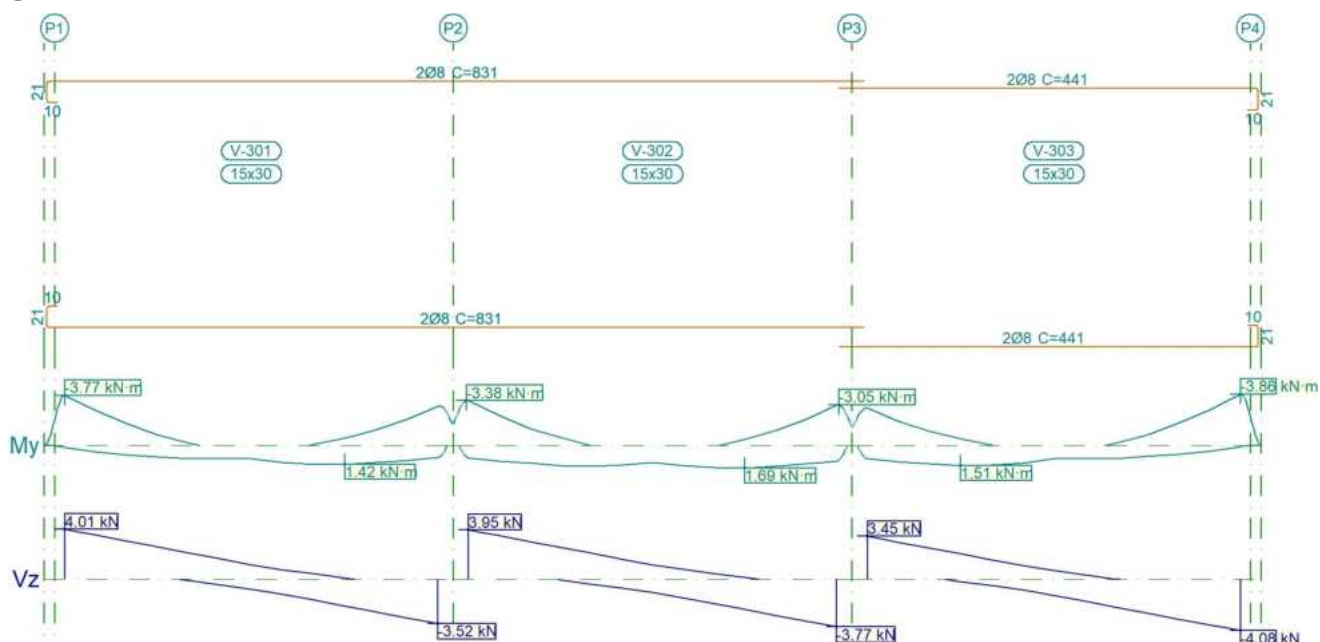 P1 P2 P3 P4
2Ø8 C=831
2Ø8 C=441
21
10
10
21
V-301 V-302 V-303
15x30 15x30 15x30
10
21
2Ø8 C=831
10
21
2Ø8 C=441
My
-3.77 kN·m
-3.38 kN·m
-3.05 kN·m
-3.86 kN·m
1.42 kN·m
1.69 kN·m
1.51 kN·m
Vz
4.01 kN
3.95 kN
3.45 kN
-3.52 kN
-3.77 kN
-4.08 kN